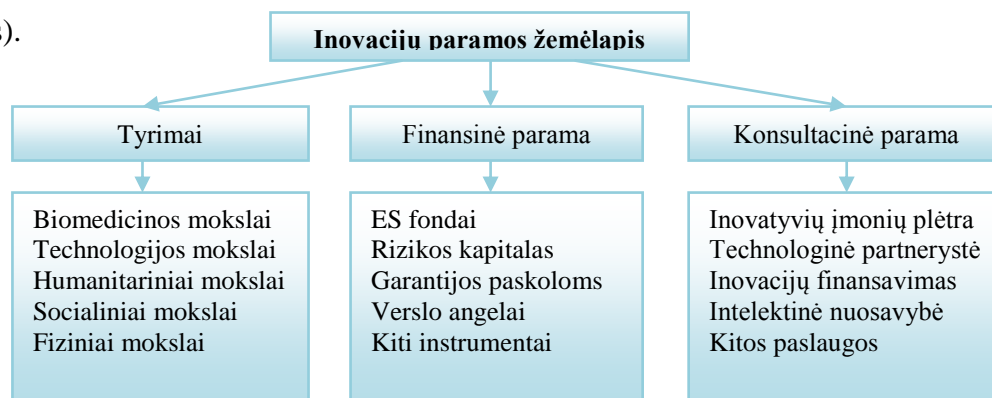 s).
Inovacijų paramos žemėlapis
Tyrimai
Finansinė parama
Konsultacinė parama
Biomedicinos mokslai
Technologijos mokslai
Humanitariniai mokslai
Socialiniai mokslai
Fiziniai mokslai
ES fondai
Rizikos kapitalas
Garantijos paskoloms
Verslo angelai
Kiti instrumentai
Inovatyvių įmonių plėtra
Technologinė partnerystė
Inovacijų finansavimas
Intelektinė nuosavybė
Kitos paslaugos